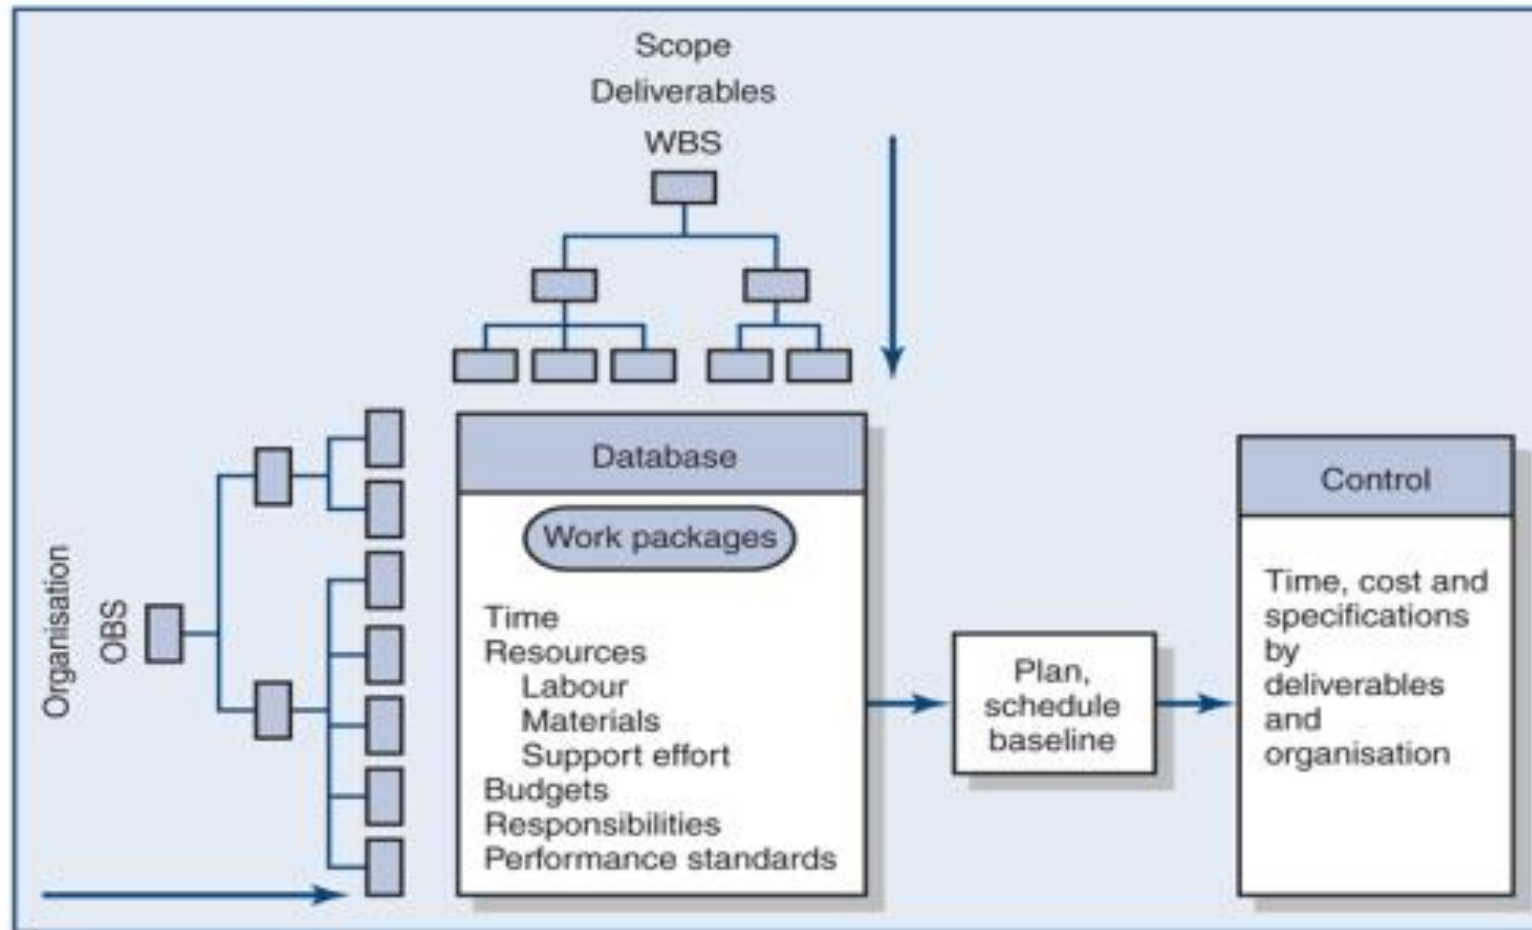 Scope
Deliverables
WBS
Organisation
OBS
Database
Work packages
Time
Resources
Labour
Materials
Support effort
Budgets
Responsibilities
Performance standards
Plan,
schedule
baseline
Control
Time, cost and
specifications
by
deliverables
and
organisation